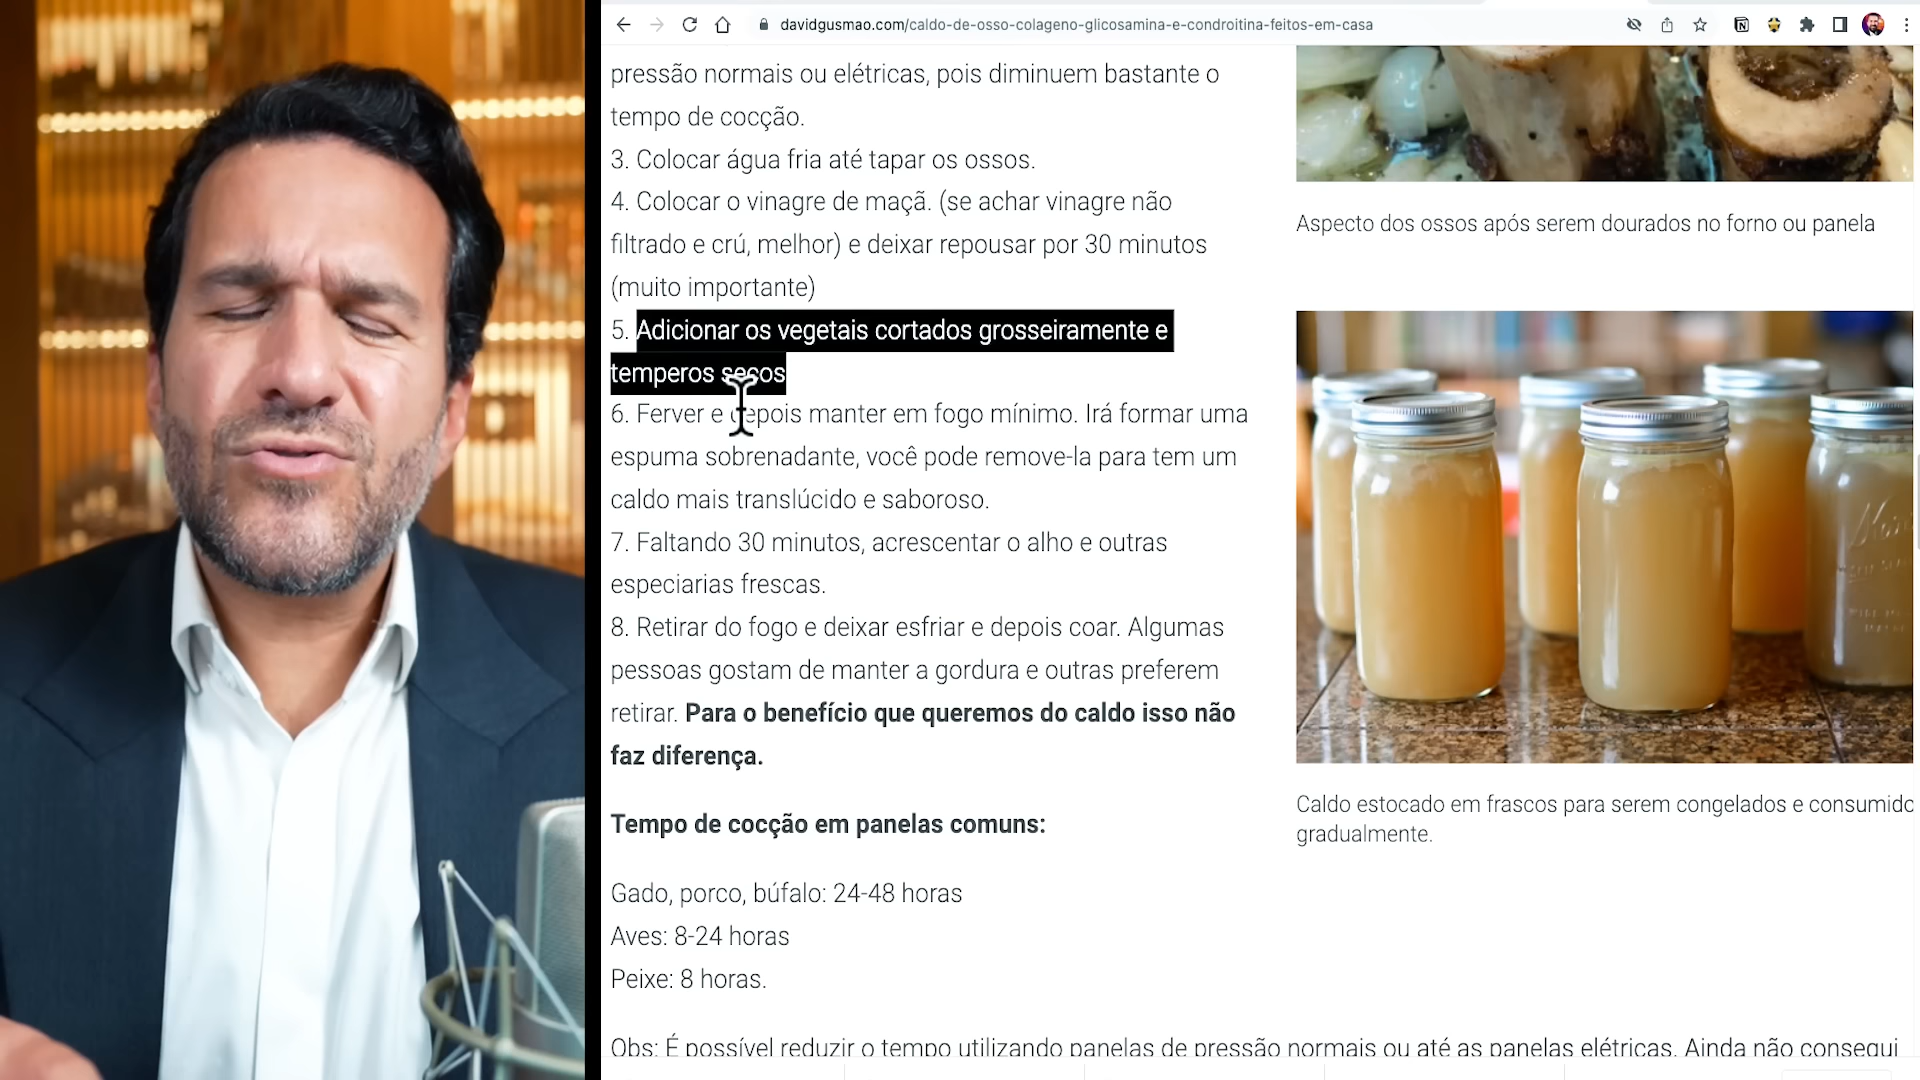 davidgusmao.com/caldo-de-osso-colageno-glicosamina-e-condroitina-feitos-em-casa
pressão normais ou elétricas, pois diminuem bastante o
tempo de cocção.
3. Colocar água fria até tapar os ossos.
4. Colocar o vinagre de maçã. (se achar vinagre não
filtrado e crú, melhor) e deixar repousar por 30 minutos
(muito importante)
5. Adicionar os vegetais cortados grosseiramente e
temperos secos
6. Ferver e depois manter em fogo mínimo. Irá formar uma
espuma sobrenadante, você pode remove-la para tem um
caldo mais translúcido e saboroso.
7. Faltando 30 minutos, acrescentar o alho e outras
especiarias frescas.
8. Retirar do fogo e deixar esfriar e depois coar. Algumas
pessoas gostam de manter a gordura e outras preferem
retirar. Para o benefício que queremos do caldo isso não
faz diferença.
Tempo de cocção em panelas comuns:
Gado, porco, búfalo: 24-48 horas
Aves: 8-24 horas
Peixe: 8 horas.
Obs: É possível reduzir o tempo utilizando panelas de pressão normais ou até as panelas elétricas. Ainda não consegui
Aspecto dos ossos após serem dourados no forno ou panela
Caldo estocado em frascos para serem congelados e consumido
gradualmente.